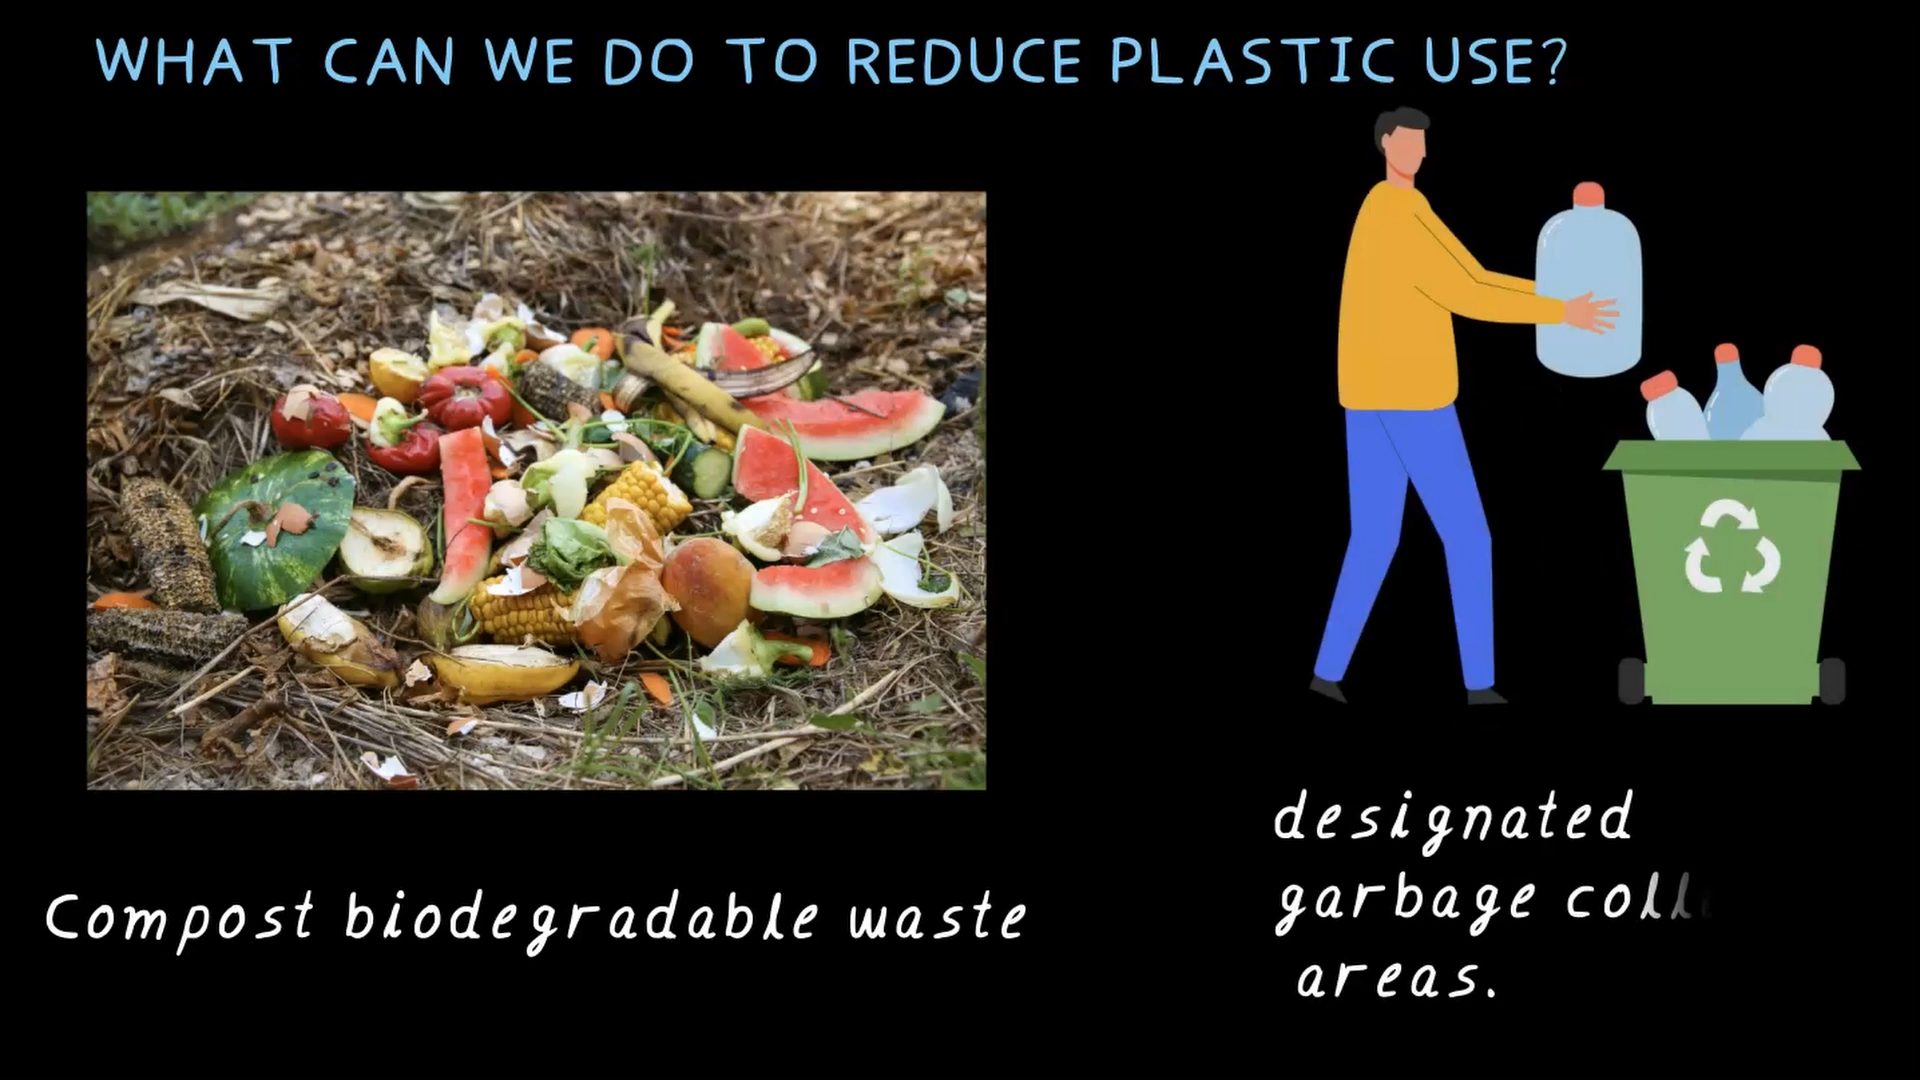 WHAT CAN WE DO TO REDUCE PLASTIC USE?
Compost biodegradable waste
designated
garbage
areas.